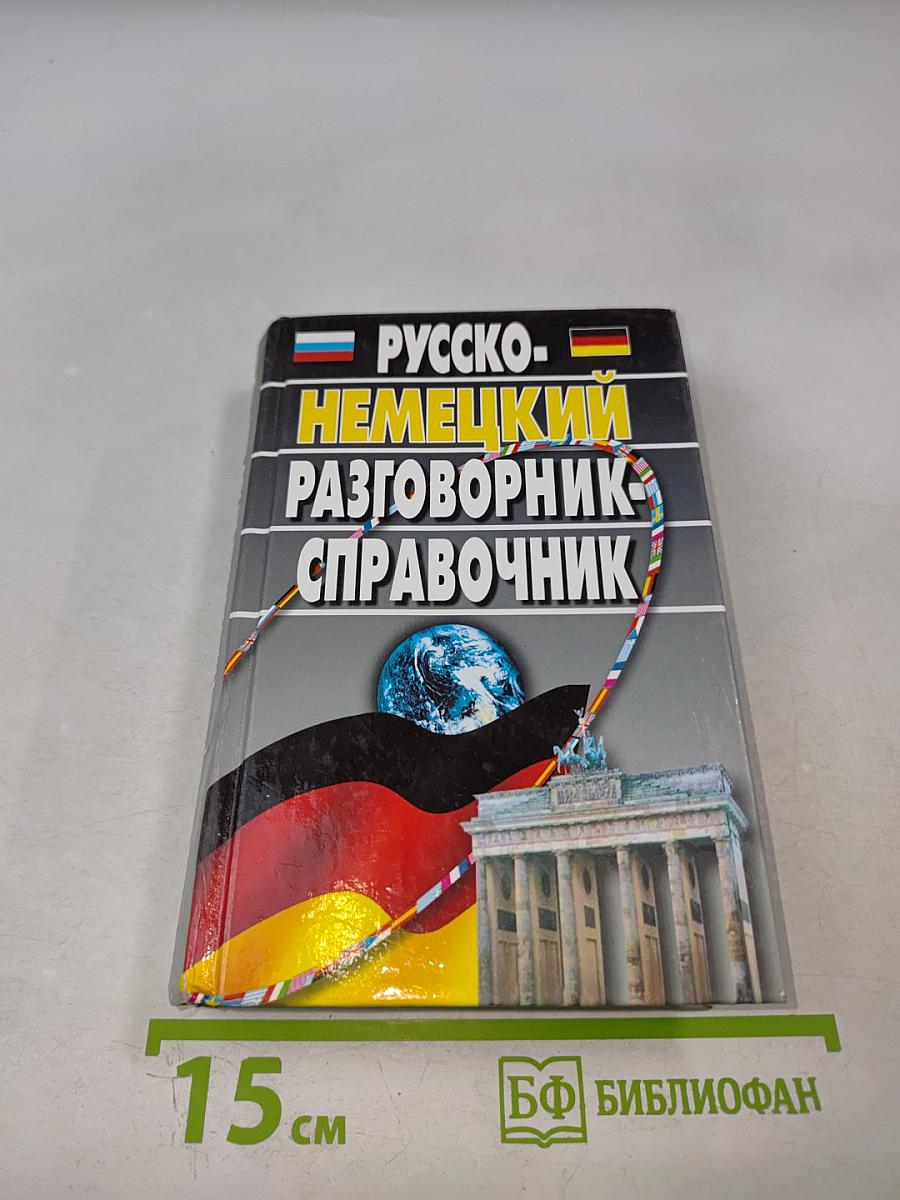 РУССКО-
НЕМЕЦКИЙ
РАЗГОВОРНИК-
СПРАВОЧНИК
15 см
БФ БИБЛИОФАН